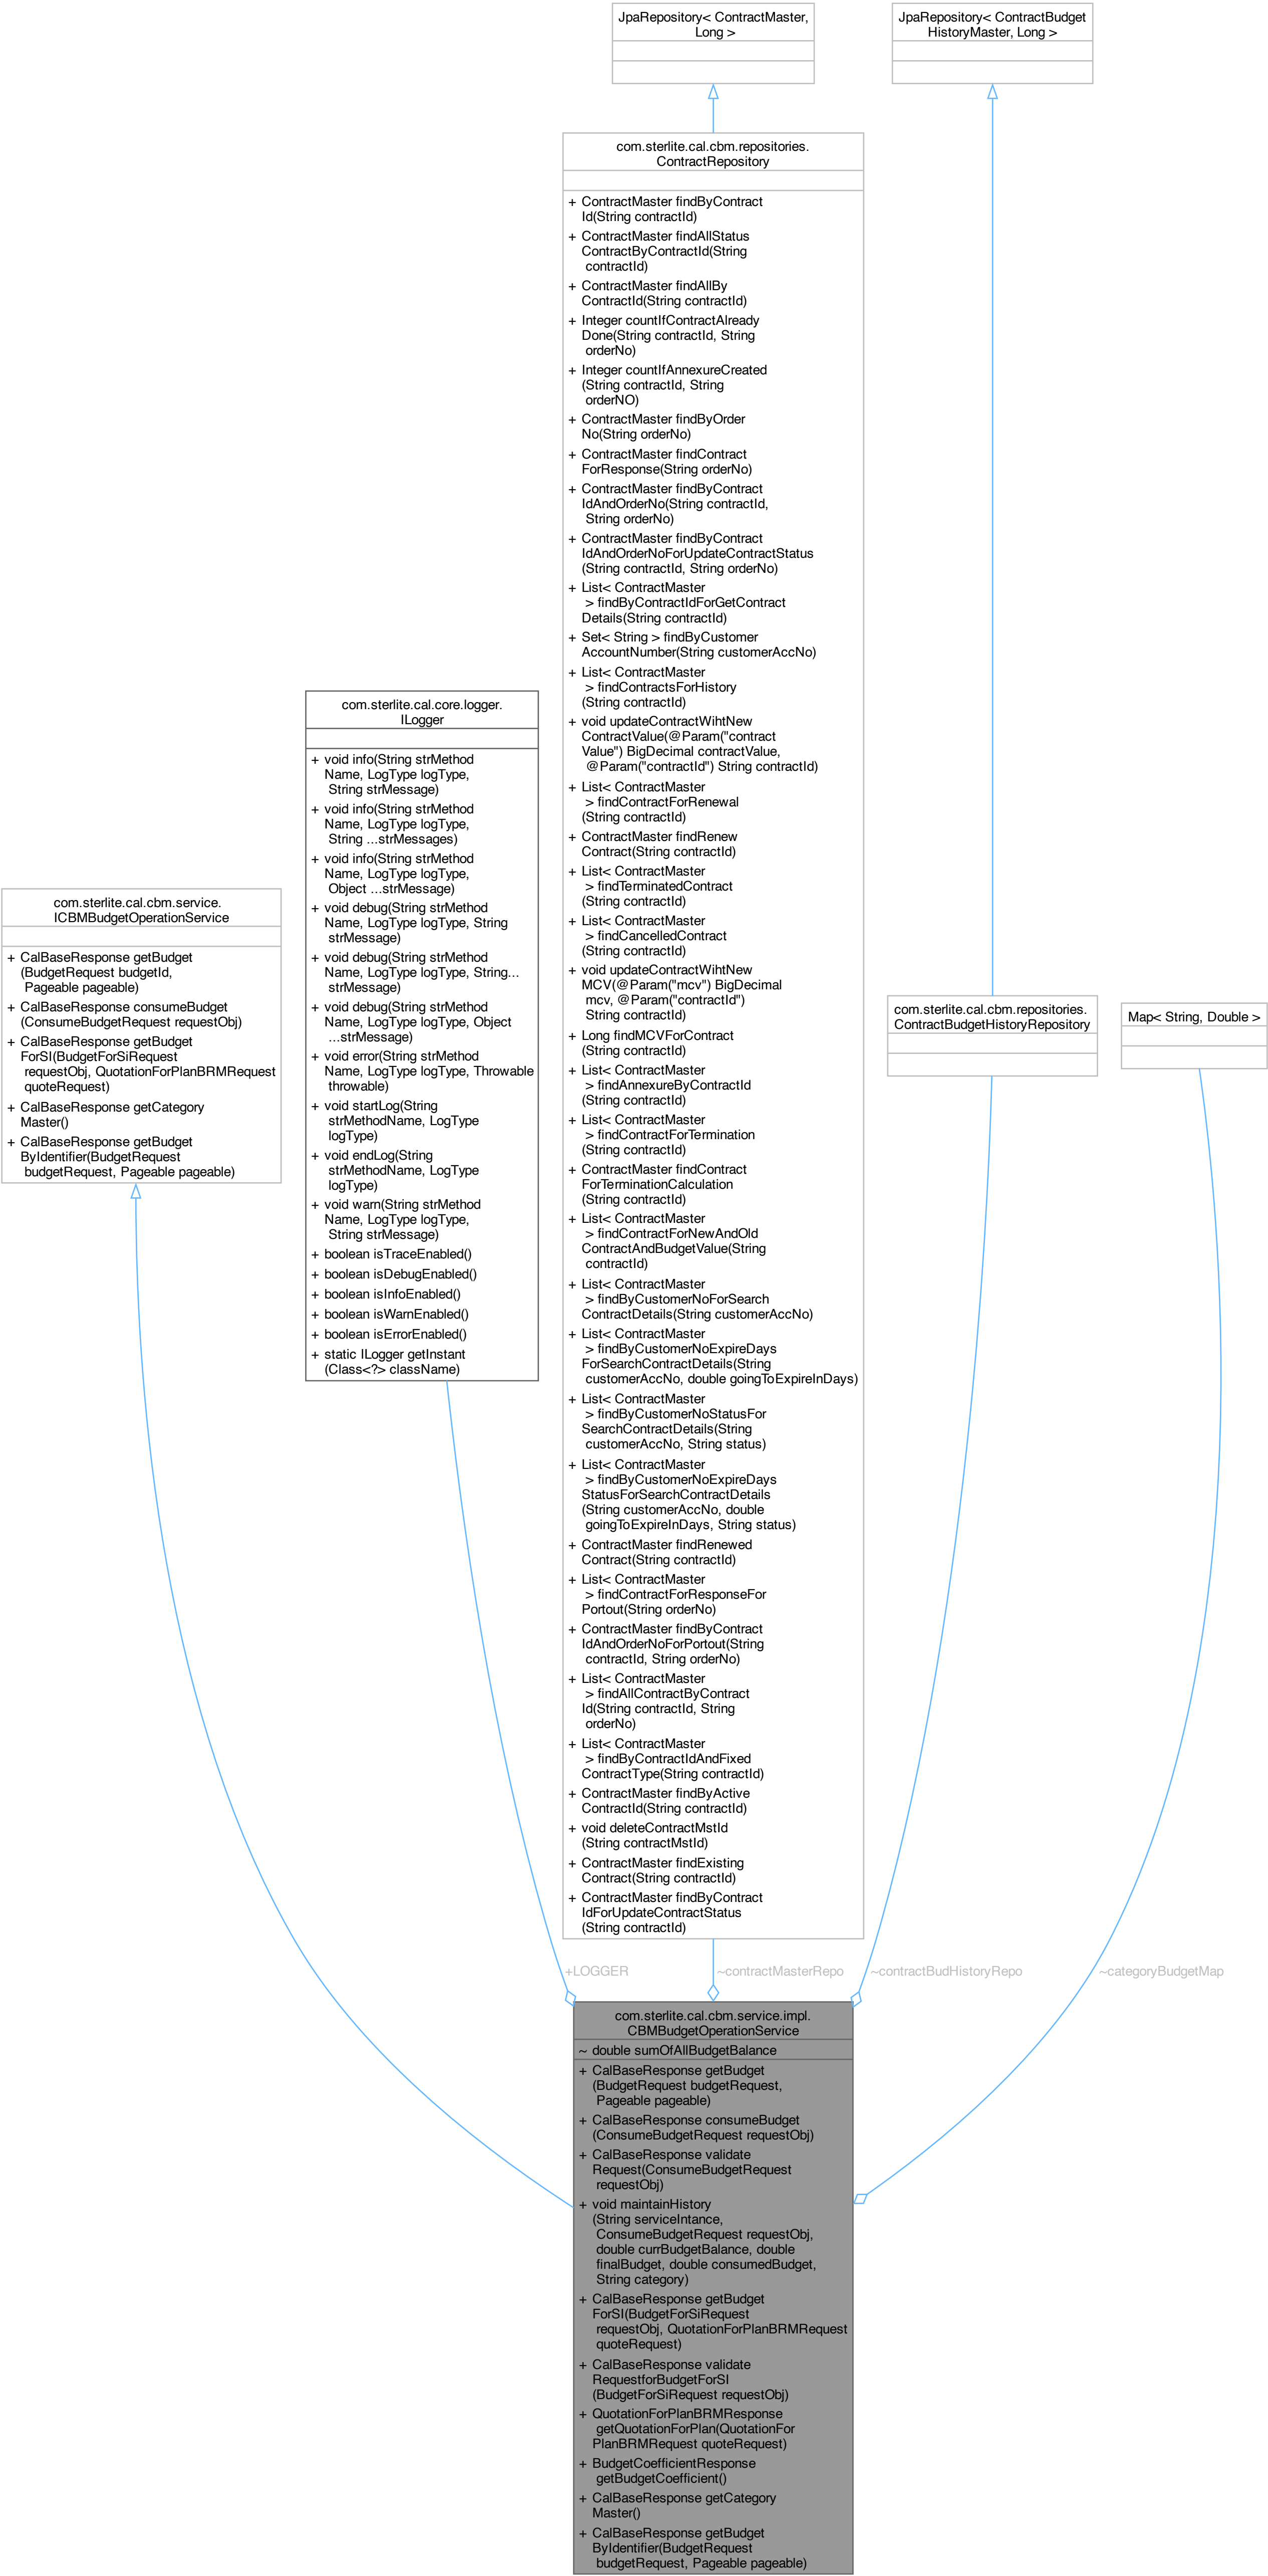 JpaRepository< ContractMaster,
Long >
JpaRepository< ContractBudget
HistoryMaster, Long >
com.sterlite.cal.cbm.repositories.
ContractRepository
+ ContractMaster findByContract
Id(String contractId)
+ ContractMaster findAllStatus
ContractByContractId(String
contractId)
+ ContractMaster findAllBy
ContractId(String contractId)
+ Integer countIfContractAlready
Done(String contractId, String
orderNo)
+ Integer countIfAnnexureCreated
(String contractId, String
orderNO)
+ ContractMaster findByOrder
No(String orderNo)
+ ContractMaster findContract
ForResponse(String orderNo)
+ ContractMaster findByContract
IdAndOrderNo(String contractId,
String orderNo)
+ ContractMaster findByContract
IdAndOrderNoForUpdateContractStatus
(String contractId, String orderNo)
+ List< ContractMaster
> findByContractIdForGetContract
Details(String contractId)
+ Set< String > findByCustomer
AccountNumber(String customerAccNo)
+ List< ContractMaster
> findContractsForHistory
(String contractId)
+ void updateContractWihtNew
ContractValue(@Param("contract
Value") BigDecimal contractValue,
@Param("contractId") String contractId)
+ List< ContractMaster
> findContractForRenewal
(String contractId)
+ ContractMaster findRenew
Contract(String contractId)
+ List< ContractMaster
> findTerminatedContract
(String contractId)
+ List< ContractMaster
> findCancelledContract
(String contractId)
+ void updateContractWihtNew
MCV(@Param("mcv") BigDecimal
mcv, @Param("contractId")
String contractId)
+ Long findMCVForContract
(String contractId)
+ List< ContractMaster
> findAnnexureByContractId
(String contractId)
+ List< ContractMaster
> findContractForTermination
(String contractId)
+ ContractMaster findContract
ForTerminationCalculation
(String contractId)
+ List< ContractMaster
> findContractForNewAndOld
ContractAndBudgetValue(String
contractId)
+ List< ContractMaster
> findByCustomerNoForSearch
ContractDetails(String customerAccNo)
+ List< ContractMaster
> findByCustomerNoExpireDays
ForSearchContractDetails(String
customerAccNo, double goingToExpireInDays)
+ List< ContractMaster
> findByCustomerNoStatusFor
SearchContractDetails(String
customerAccNo, String status)
+ List< ContractMaster
> findByCustomerNoExpireDays
StatusForSearchContractDetails
(String customerAccNo, double
goingToExpireInDays, String status)
+ ContractMaster findRenewed
Contract(String contractId)
+ List< ContractMaster
> findContractForResponseFor
Portout(String orderNo)
+ ContractMaster findByContract
IdAndOrderNoForPortout(String
contractId, String orderNo)
+ List< ContractMaster
> findAllContractByContract
Id(String contractId, String
orderNo)
+ List< ContractMaster
> findByContractIdAndFixed
ContractType(String contractId)
+ ContractMaster findByActive
ContractId(String contractId)
+ void deleteContractMstId
(String contractMstId)
+ ContractMaster findExisting
Contract(String contractId)
+ ContractMaster findByContract
IdForUpdateContractStatus
(String contractId)
com.sterlite.cal.core.logger.
ILogger
+ void info(String strMethod
Name, LogType logType,
String strMessage)
+ void info(String strMethod
Name, LogType logType,
String ...strMessages)
+ void info(String strMethod
Name, LogType logType,
Object ...strMessage)
+ void debug(String strMethod
Name, LogType logType, String
strMessage)
+ void debug(String strMethod
Name, LogType logType, String...
strMessage)
+ void debug(String strMethod
Name, LogType logType, Object
...strMessage)
+ void error(String strMethod
Name, LogType logType, Throwable
throwable)
+ void startLog(String
strMethodName, LogType
logType)
+ void endLog(String
strMethodName, LogType
logType)
+ void warn(String strMethod
Name, LogType logType,
String strMessage)
+ boolean isTraceEnabled()
+ boolean isDebugEnabled()
+ boolean isInfoEnabled()
+ boolean isWarnEnabled()
+ boolean isErrorEnabled()
+ static ILogger getInstant
(Class<?> className)
com.sterlite.cal.cbm.service.
ICBMBudgetOperationService
+ CalBaseResponse getBudget
(BudgetRequest budgetId,
Pageable pageable)
+ CalBaseResponse consumeBudget
(ConsumeBudgetRequest requestObj)
+ CalBaseResponse getBudget
ForSI(BudgetForSiRequest
requestObj, QuotationForPlanBRMRequest
quoteRequest)
+ CalBaseResponse getCategory
Master()
+ CalBaseResponse getBudget
ByIdentifier(BudgetRequest
budgetRequest, Pageable pageable)
com.sterlite.cal.cbm.repositories.
ContractBudgetHistoryRepository
Map< String, Double >
+LOGGER
~contractMasterRepo
~contractBudHistoryRepo
~categoryBudgetMap
com.sterlite.cal.cbm.service.impl.
CBMBudgetOperationService
~ double sumOfAllBudgetBalance
+ CalBaseResponse getBudget
(BudgetRequest budgetRequest,
Pageable pageable)
+ CalBaseResponse consumeBudget
(ConsumeBudgetRequest requestObj)
+ CalBaseResponse validate
Request(ConsumeBudgetRequest
requestObj)
+ void maintainHistory
(String serviceIntance,
ConsumeBudgetRequest requestObj,
double currBudgetBalance, double
finalBudget, double consumedBudget,
String category)
+ CalBaseResponse getBudget
ForSI(BudgetForSiRequest
requestObj, QuotationForPlanBRMRequest
quoteRequest)
+ CalBaseResponse validate
RequestforBudgetForSI
(BudgetForSiRequest requestObj)
+ QuotationForPlanBRMResponse
getQuotationForPlan(QuotationFor
PlanBRMRequest quoteRequest)
+ BudgetCoefficientResponse
getBudgetCoefficient()
+ CalBaseResponse getCategory
Master()
+ CalBaseResponse getBudget
ByIdentifier(BudgetRequest
budgetRequest, Pageable pageable)